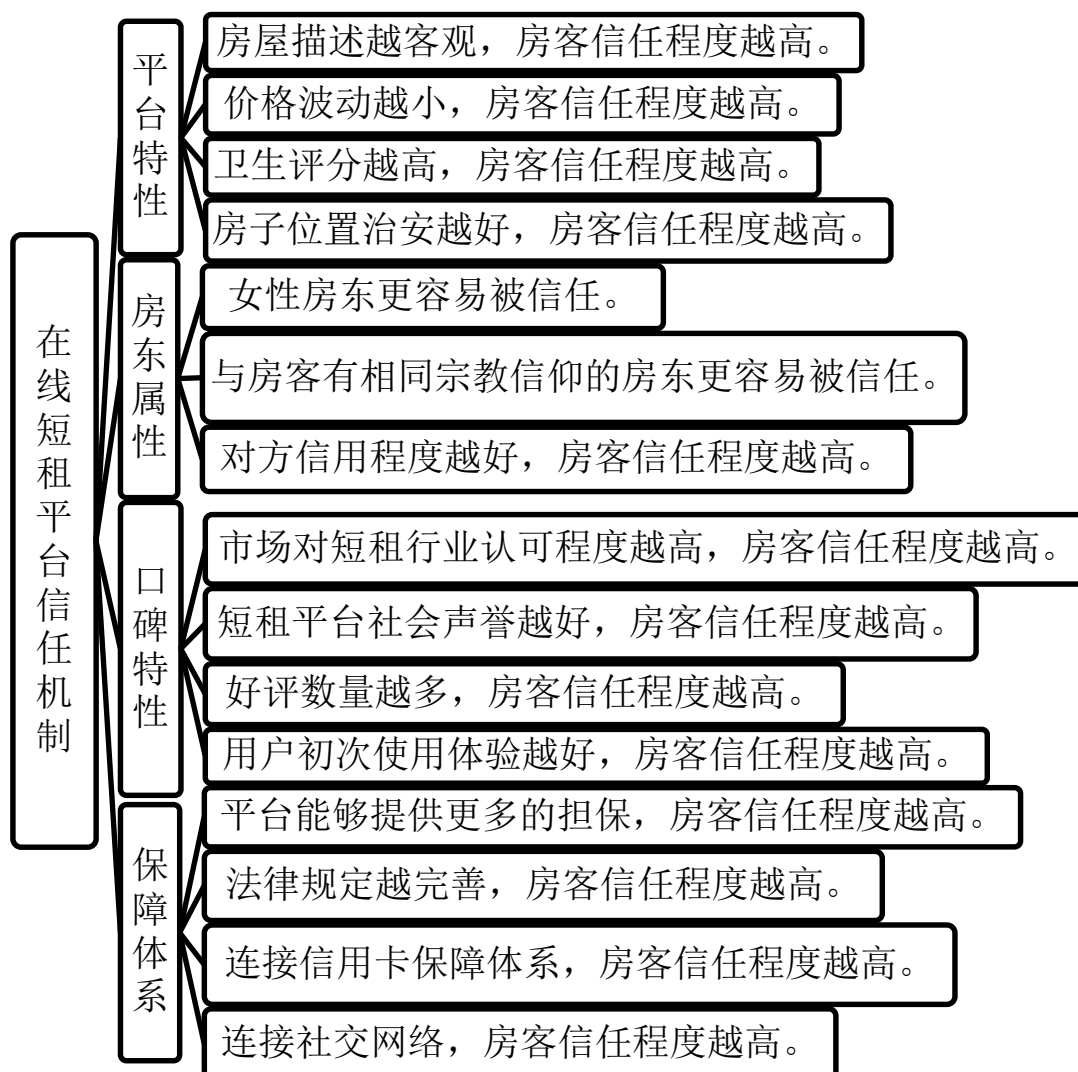 在线短租平台信任机制
平台特性
房屋描述越客观，房客信任程度越高。
价格波动越小，房客信任程度越高。
卫生评分越高，房客信任程度越高。
房子位置治安越好，房客信任程度越高。
房东属性
女性房东更容易被信任。
与房客有相同宗教信仰的房东更容易被信任。
对方信用程度越好，房客信任程度越高。
口碑特性
市场对短租行业认可程度越高，房客信任程度越高。
短租平台社会声誉越好，房客信任程度越高。
好评数量越多，房客信任程度越高。
用户初次使用体验越好，房客信任程度越高。
保障体系
平台能够提供更多的担保，房客信任程度越高。
法律规定越完善，房客信任程度越高。
连接信用卡保障体系，房客信任程度越高。
连接社交网络，房客信任程度越高。